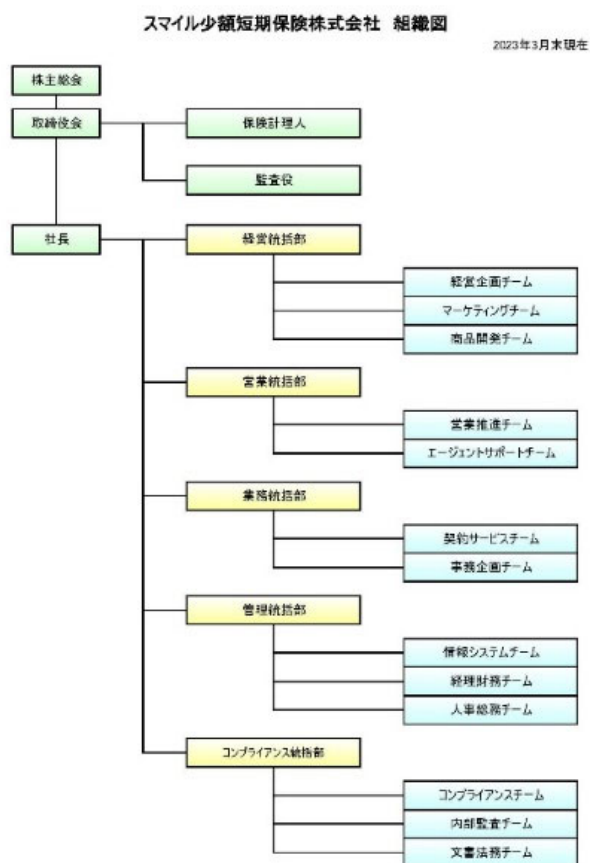 スマイル少額短期保険株式会社 組織図
2023年3月末現在
株主総会
取締役会
保険計理人
監査役
社長
経営統括部
経営企画チーム
マーケティングチーム
商品開発チーム
営業統括部
営業推進チーム
エージェントサポートチーム
業務統括部
契約サービスチーム
事務企画チーム
管理統括部
情報システムチーム
経理財務チーム
人事総務チーム
コンプライアンス統括部
コンプライアンスチーム
内部監査チーム
文書法務チーム